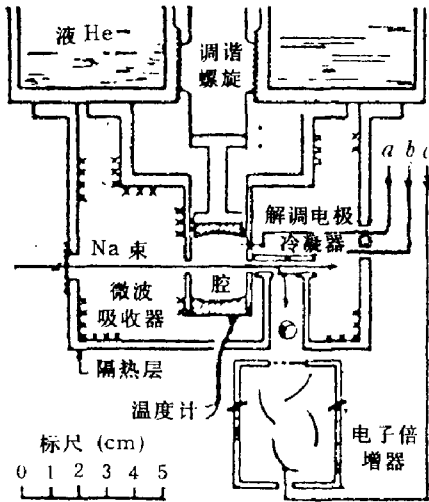 液He
调谐
螺旋
a b c
解调电极
冷凝器
Na 束
腔
微波
吸收器
隔热层
温度计
电子倍
增器
标尺 (cm)
0 1 2 3 4 5